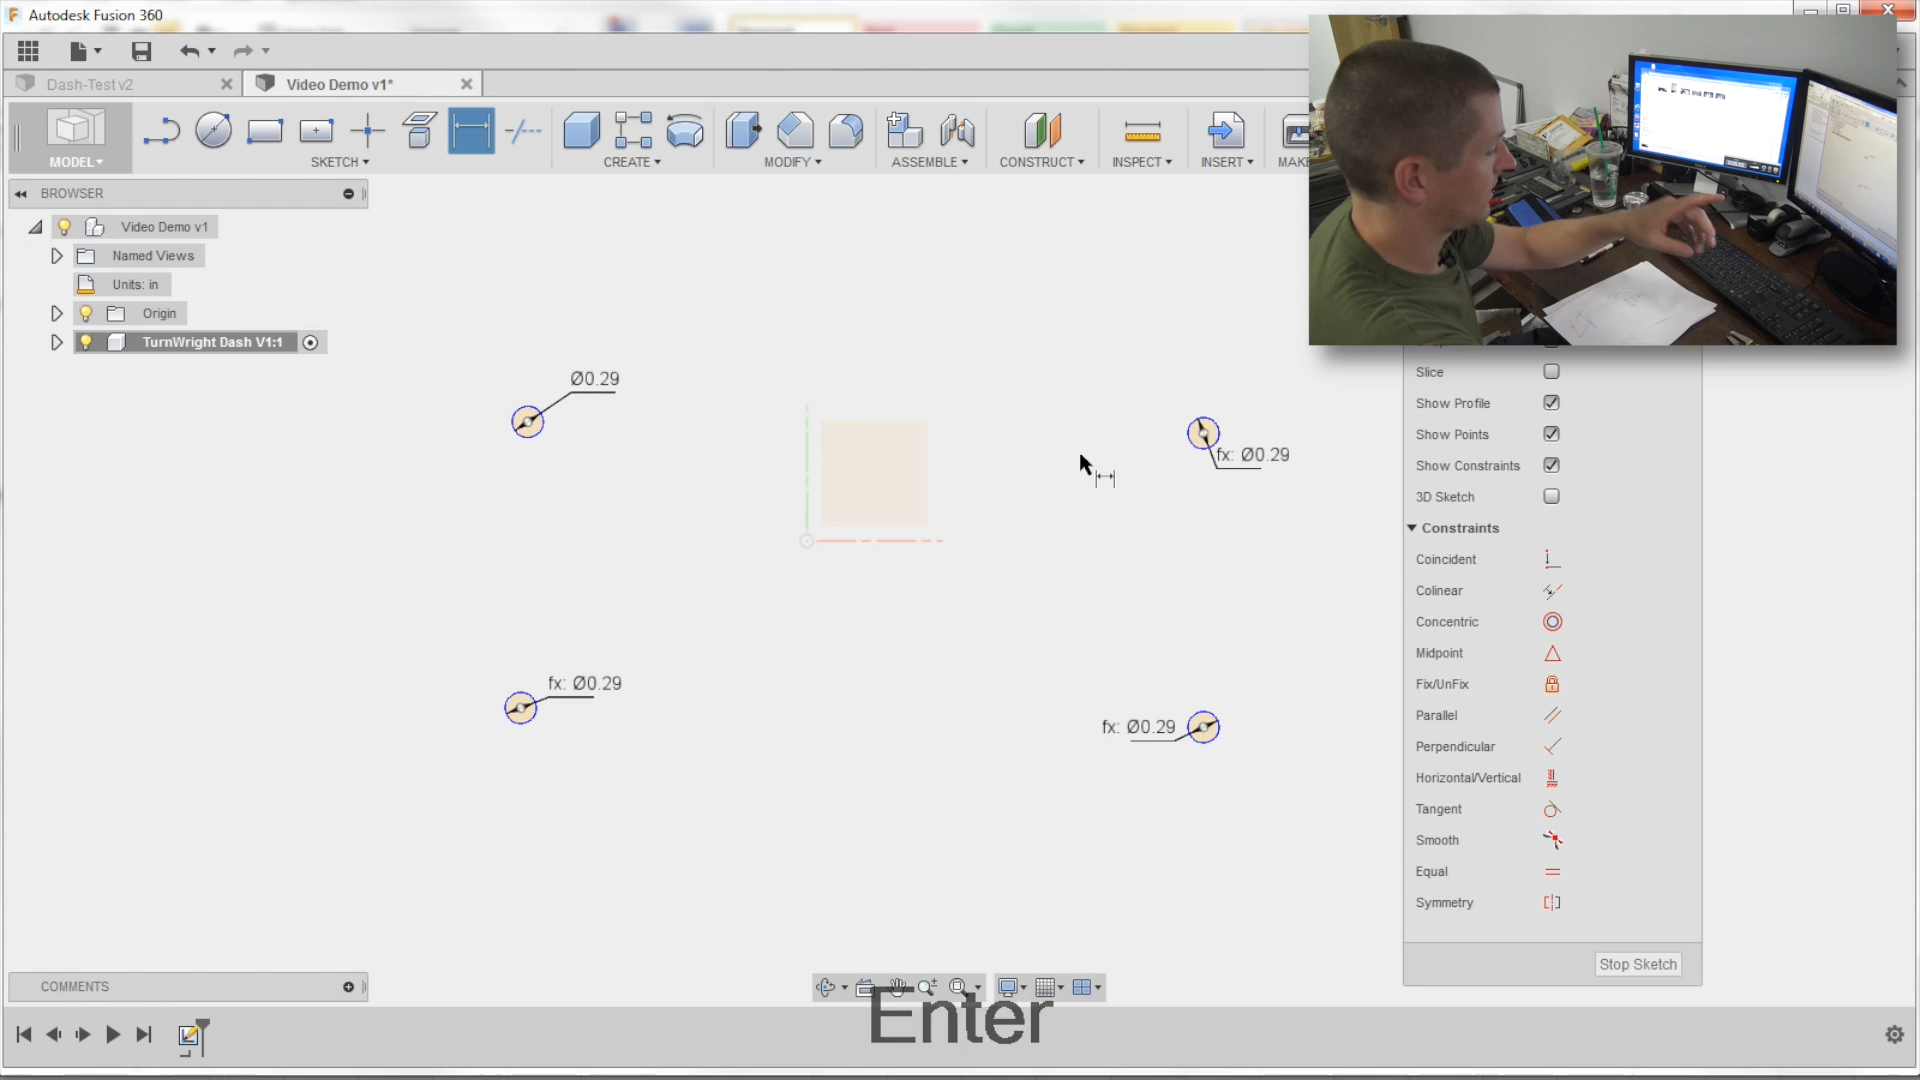 Autodesk Fusion 360
Dash-Test v2
Video Demo v1*
MODEL
SKETCH
CREATE
MODIFY
ASSEMBLE
CONSTRUCT
INSPECT
INSERT
BROWSER
Video Demo v1
Named Views
Units: in
Origin
TurnWright Dash V1:1
Ø0.29
fx: Ø0.29
fx: Ø0.29
fx: Ø0.29
Slice
Show Profile
Show Points
Show Constraints
3D Sketch
Constraints
Coincident
Colinear
Concentric
Midpoint
Fix/UnFix
Parallel
Perpendicular
Horizontal/Vertical
Tangent
Smooth
Equal
Symmetry
Stop Sketch
COMMENTS
Enter